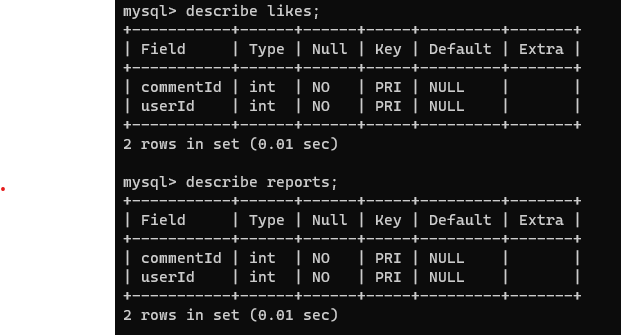 mysql> describe likes;
+-----------+------+------+-----+---------+-------+
| Field     | Type | Null | Key | Default | Extra |
+-----------+------+------+-----+---------+-------+
| commentId | int  | NO   | PRI | NULL    |       |
| userId    | int  | NO   | PRI | NULL    |       |
+-----------+------+------+-----+---------+-------+
2 rows in set (0.01 sec)
mysql> describe reports;
+-----------+------+------+-----+---------+-------+
| Field     | Type | Null | Key | Default | Extra |
+-----------+------+------+-----+---------+-------+
| commentId | int  | NO   | PRI | NULL    |       |
| userId    | int  | NO   | PRI | NULL    |       |
+-----------+------+------+-----+---------+-------+
2 rows in set (0.01 sec)